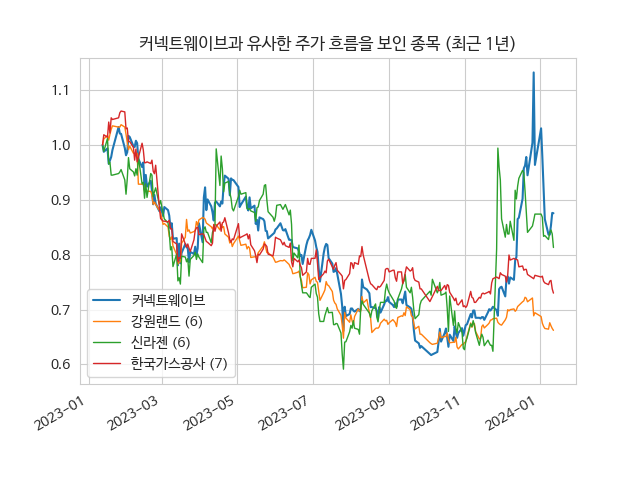 커넥트웨이브과 유사한 주가 흐름을 보인 종목 (최근 1년)
1.1
1.0
0.9
0.8
0.7
0.6
커넥트웨이브
강원랜드 (6)
신라젠 (6)
한국가스공사 (7)
2023-01
2023-03
2023-05
2023-07
2023-09
2023-11
2024-01